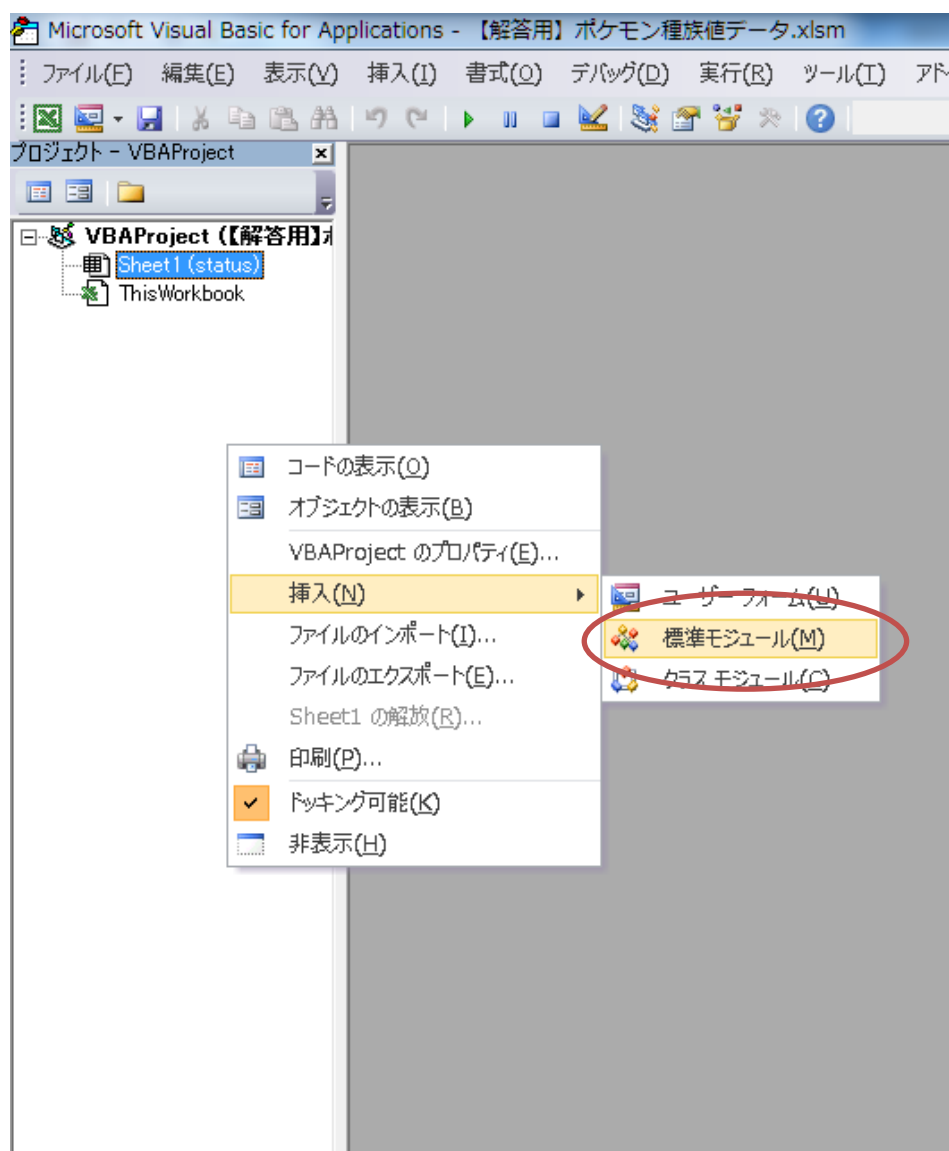 Microsoft Visual Basic for Applications - 【解答用】ポケモン種族値データ.xlsm
ファイル(F) 編集(E) 表示(V) 挿入(I) 書式(O) デバッグ(D) 実行(R) ツール(T) アド
プロジェクト - VBAProject
VBAProject (【解答用】ポ
Sheet1 (status)
ThisWorkbook
コードの表示(O)
オブジェクトの表示(B)
VBAProject のプロパティ(E)...
挿入(N)
ユーザー フォーム(U)
ファイルのインポート(I)...
標準モジュール(M)
ファイルのエクスポート(E)...
クラス モジュール(C)
Sheet1 の解放(R)...
印刷(P)...
ドッキング可能(K)
非表示(H)